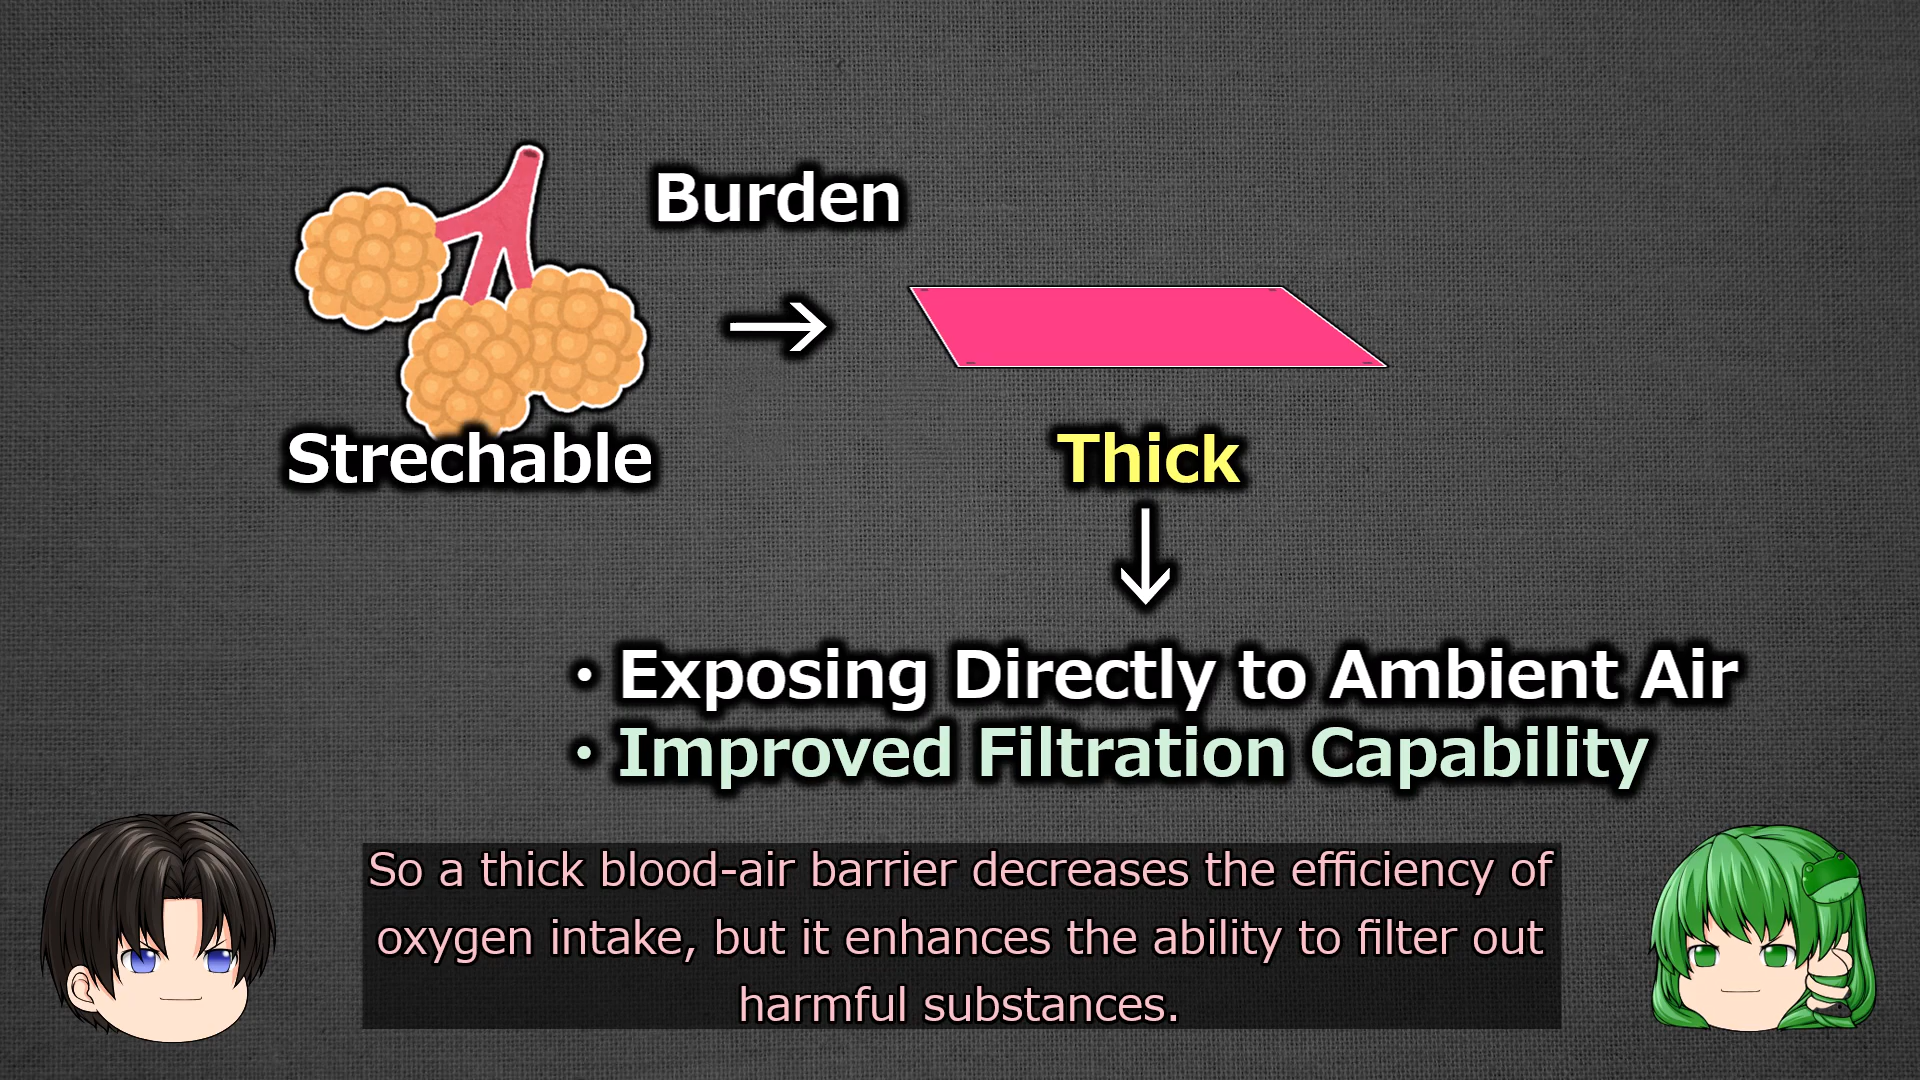 Burden
→
Strechable
Thick
↓
・Exposing Directly to Ambient Air
・Improved Filtration Capability
So a thick blood-air barrier decreases the efficiency of
oxygen intake, but it enhances the ability to filter out
harmful substances.